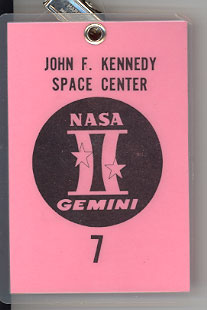 JOHN F. KENNEDY
SPACE CENTER
NASA
GEMINI
7